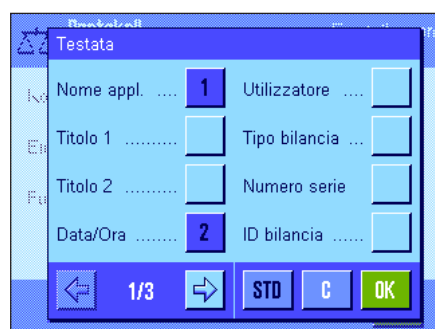 Protokoll
Testata
Nome appl. .... 1 Utilizzatore ....
Titolo 1 .......... Tipo bilancia ...
Titolo 2 .......... Numero serie
Data/Ora ........ 2 ID bilancia ......
1/3 STD C OK